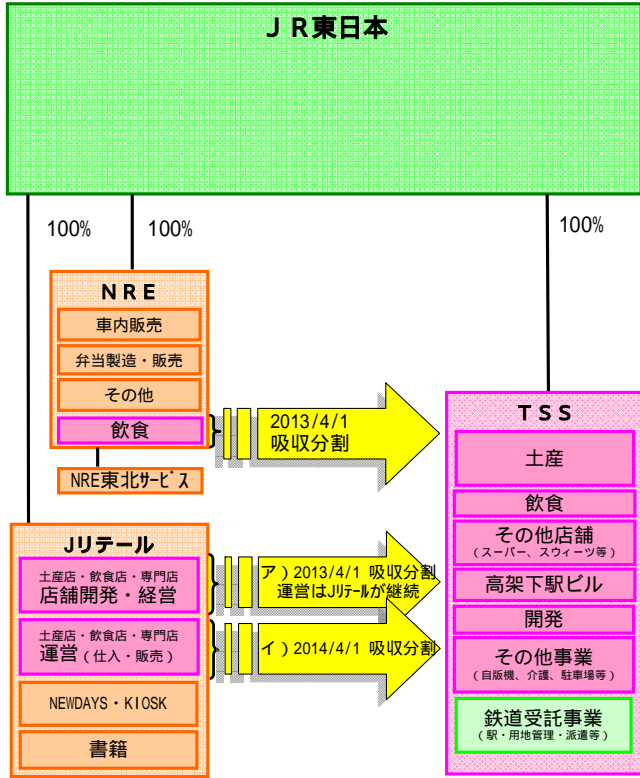 ＪＲ東日本
100%
100%
100%
ＮＲＥ
車内販売
弁当製造・販売
その他
飲食
NRE東北ｻｰﾋﾞｽ
2013/4/1
吸収分割
Jリテール
土産店・飲食店・専門店
店舗開発・経営
土産店・飲食店・専門店
運営（仕入・販売）
NEWDAYS・KIOSK
書籍
ア）2013/4/1 吸収分割
運営はJﾘﾃｰﾙが継続
イ）2014/4/1 吸収分割
ＴＳＳ
土産
飲食
その他店舗
（スーパー、スウィーツ等）
高架下駅ビル
開発
その他事業
（自販機、介護、駐車場等）
鉄道受託事業
（駅・用地管理・派遣等）